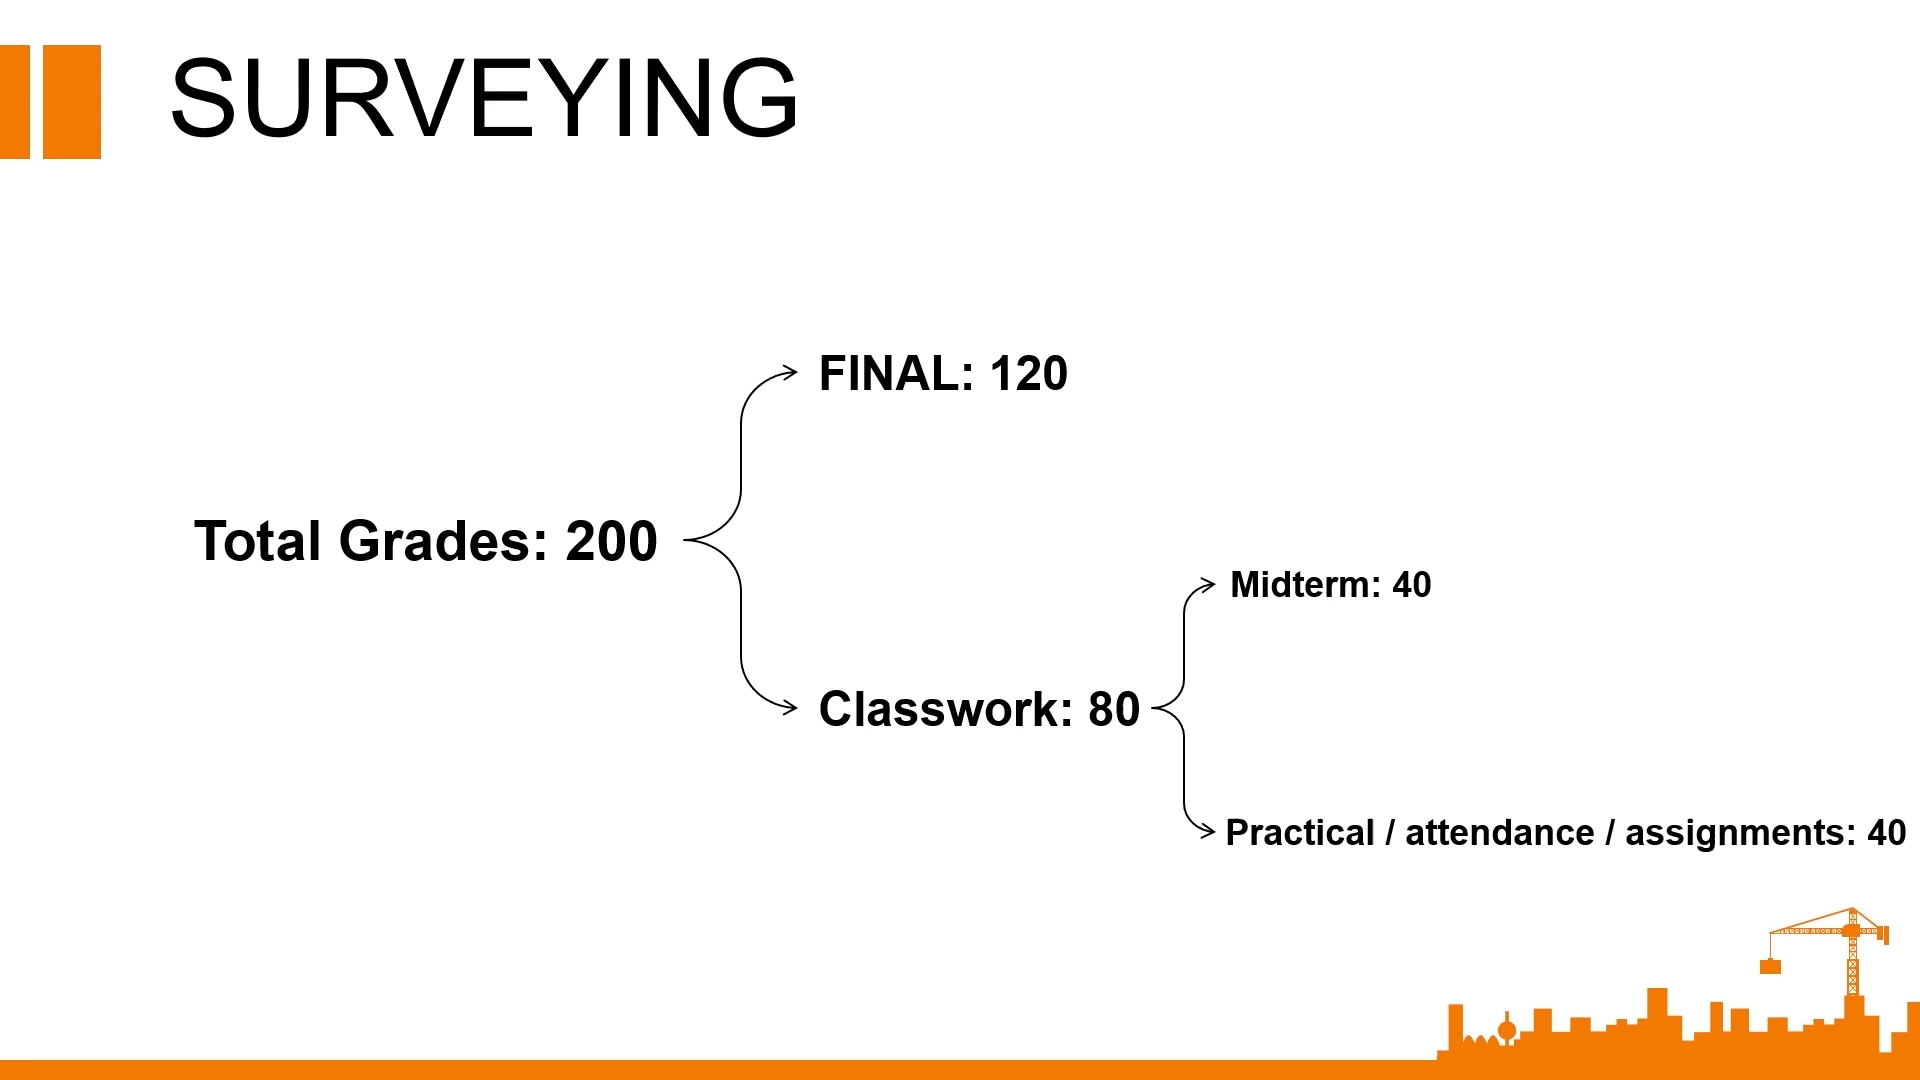 SURVEYING
FINAL: 120
Total Grades: 200
Midterm: 40
Classwork: 80
Practical / attendance / assignments: 40